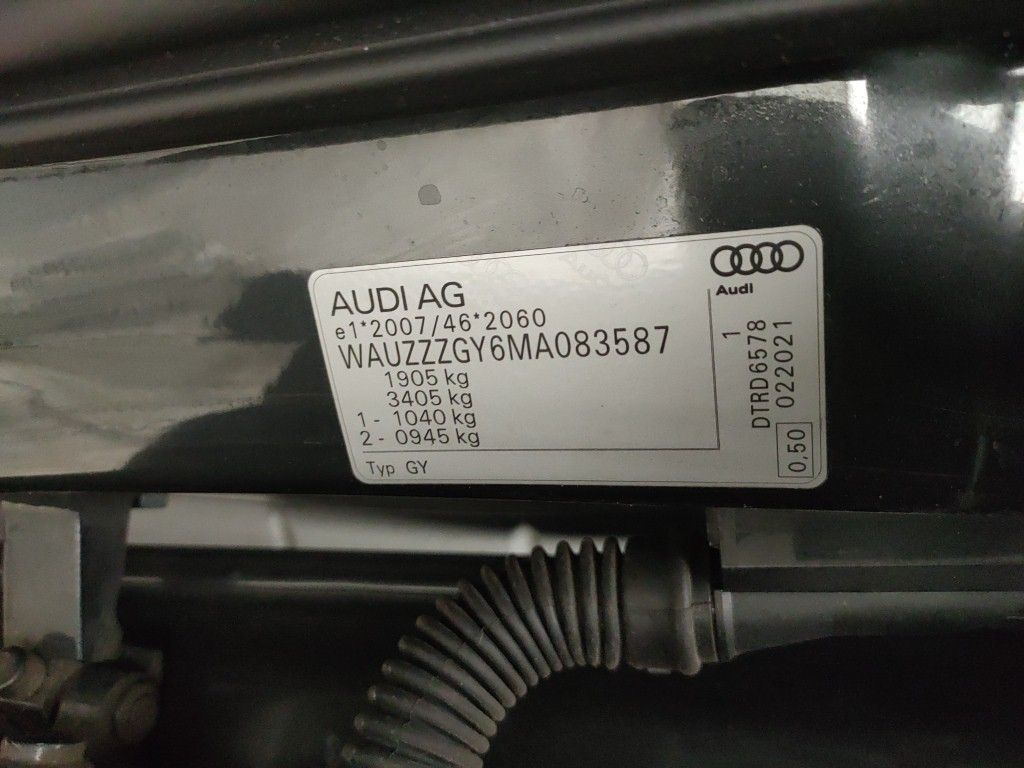 AUDI AG
e1*2007/46*2060
WAUZZZGY6MA083587
1905 kg
3405 kg
1 - 1040 kg
2 - 0945 kg
Typ GY
Audi
1
DTRD6578
022021
0,50